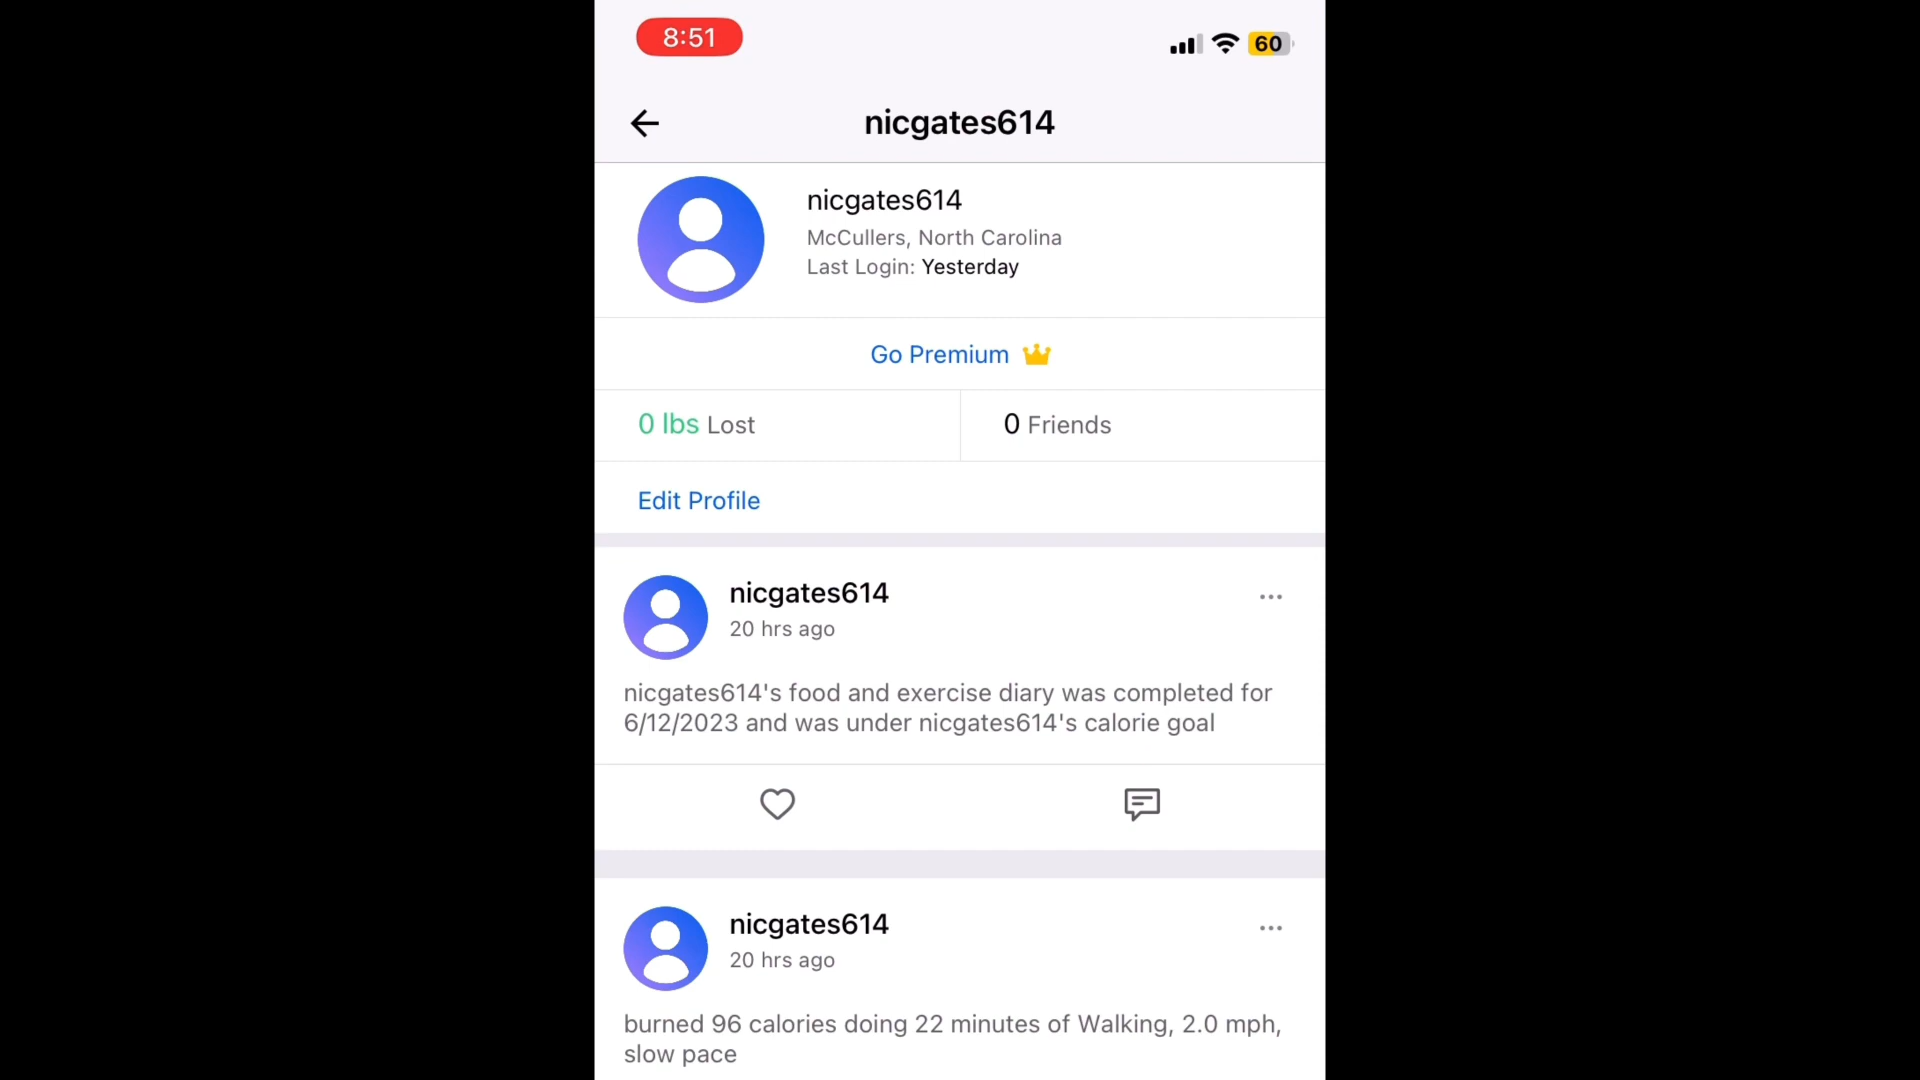 8:51
60
nicgates614
nicgates614
McCullers, North Carolina
Last Login: Yesterday
Go Premium
0 lbs Lost
0 Friends
Edit Profile
nicgates614
20 hrs ago
nicgates614's food and exercise diary was completed for
6/12/2023 and was under nicgates614's calorie goal
nicgates614
20 hrs ago
burned 96 calories doing 22 minutes of Walking, 2.0 mph,
slow pace